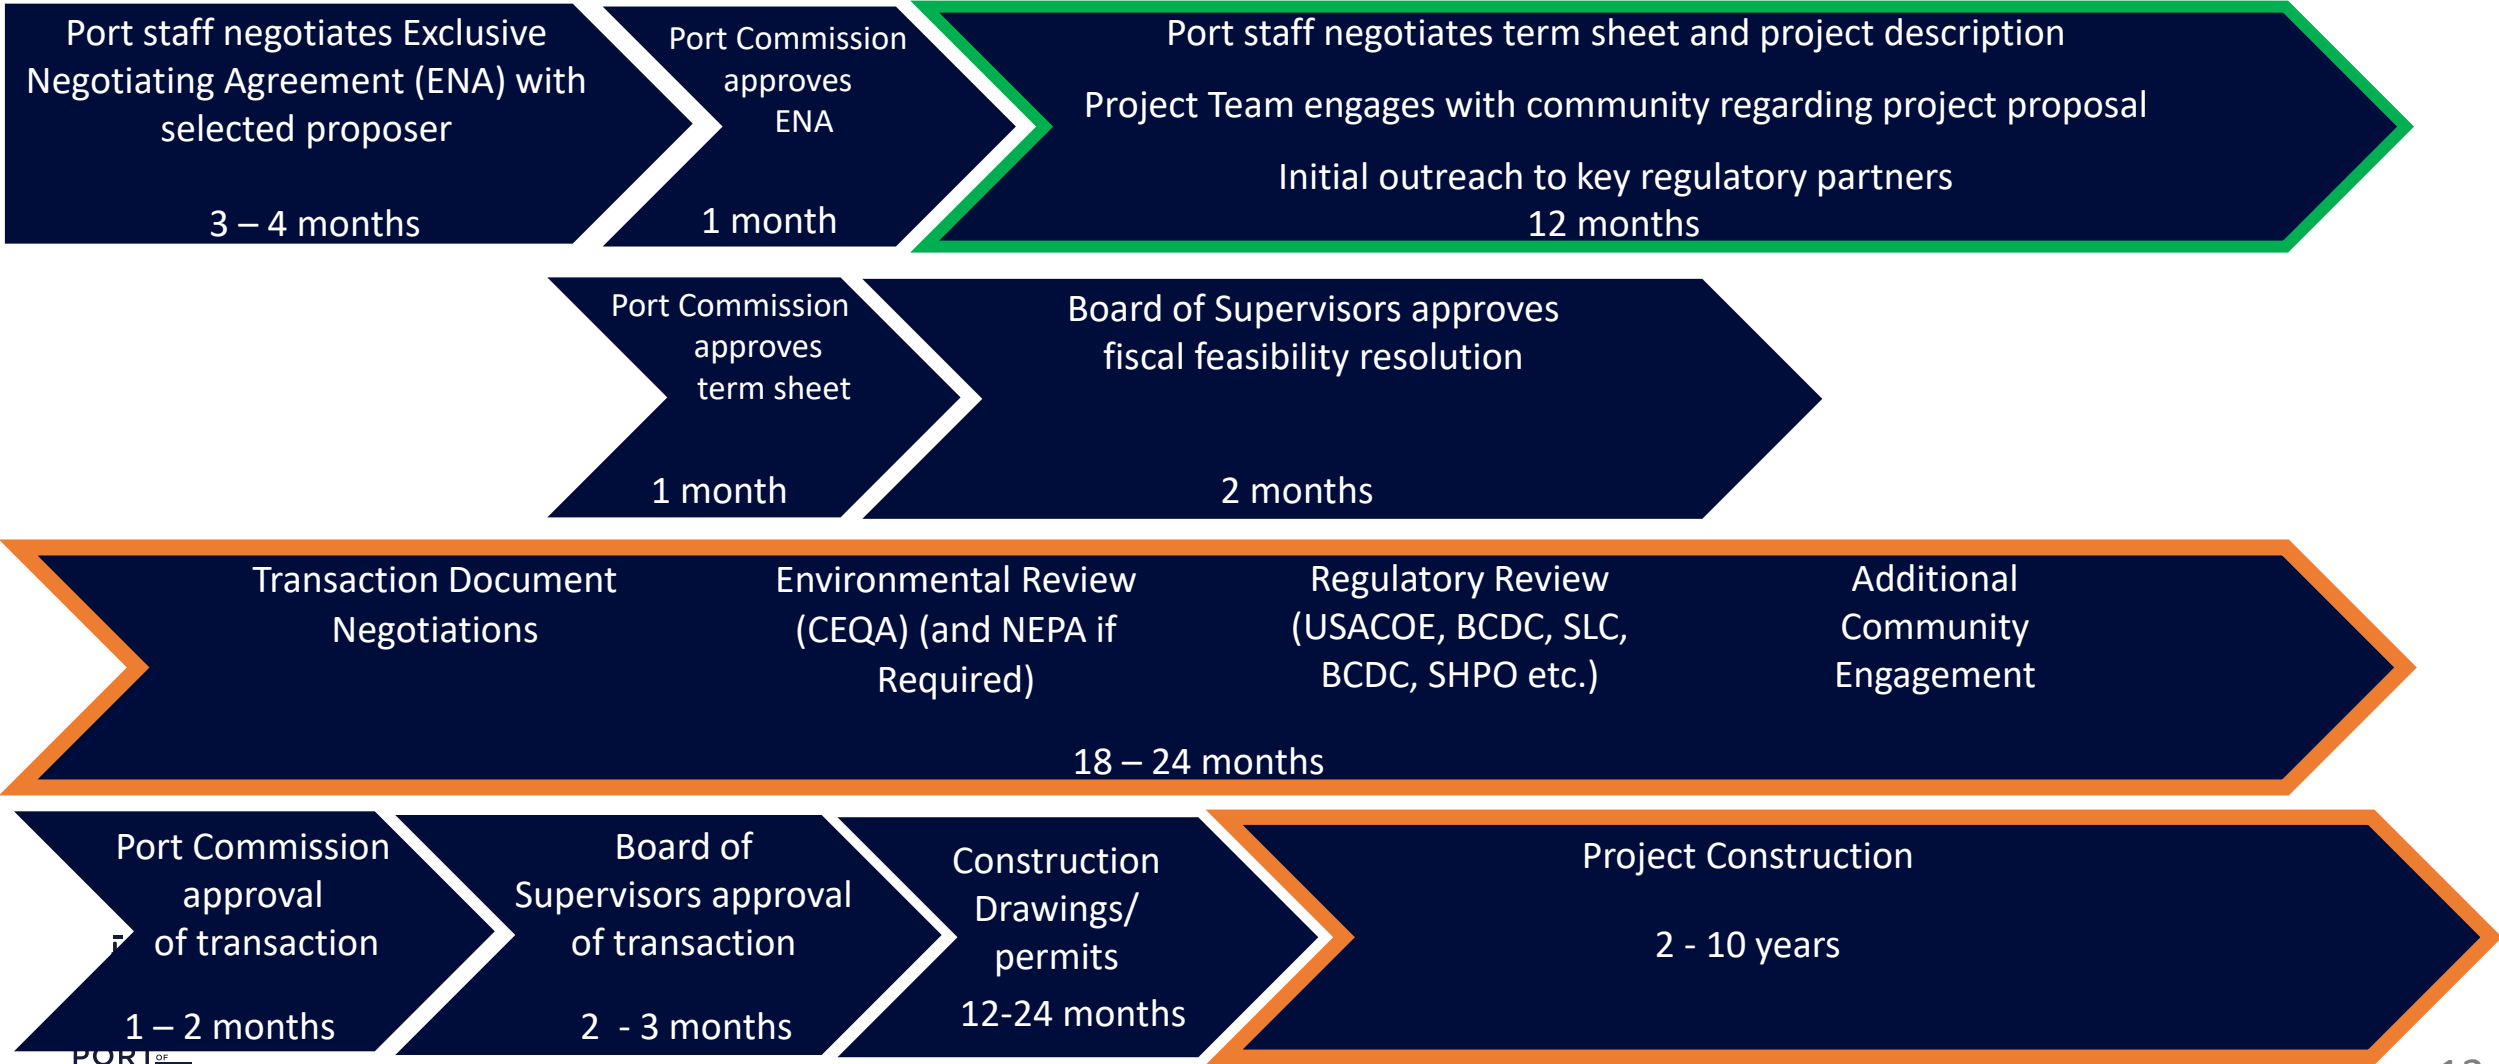 Port staff negotiates Exclusive
Negotiating Agreement (ENA) with
selected proposer
3 – 4 months
Port Commission
approves
ENA
1 month
Port staff negotiates term sheet and project description
Project Team engages with community regarding project proposal
Initial outreach to key regulatory partners
12 months
Port Commission
approves
term sheet
1 month
Board of Supervisors approves
fiscal feasibility resolution
2 months
Transaction Document
Negotiations
Environmental Review
(CEQA) (and NEPA if
Required)
Regulatory Review
(USACOE, BCDC, SLC,
BCDC, SHPO etc.)
Additional
Community
Engagement
18 – 24 months
Port Commission
approval
of transaction
1 – 2 months
Board of
Supervisors approval
of transaction
2 - 3 months
Construction
Drawings/
permits
12-24 months
Project Construction
2 - 10 years
PORT OF